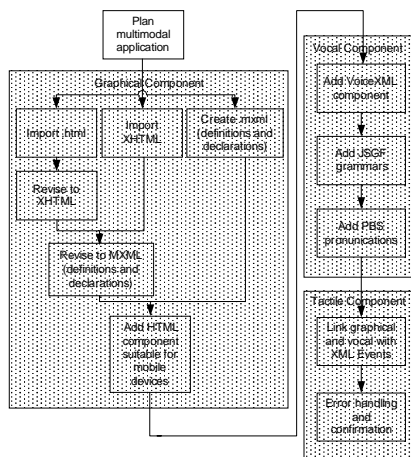 Plan
multimodal
application
Graphical Component
Import .html
Import
XHTML
Create .mxml
(definitions and
declarations)
Revise to
XHTML
Revise to MXML
(definitions and
declarations)
Add HTML
component
suitable for
mobile
devices
Vocal Component
Add VoiceXML
component
Add JSGF
grammars
Add PBS
pronunications
Tactile Component
Link graphical
and vocal with
XML Events
Error handling
and
confirmation